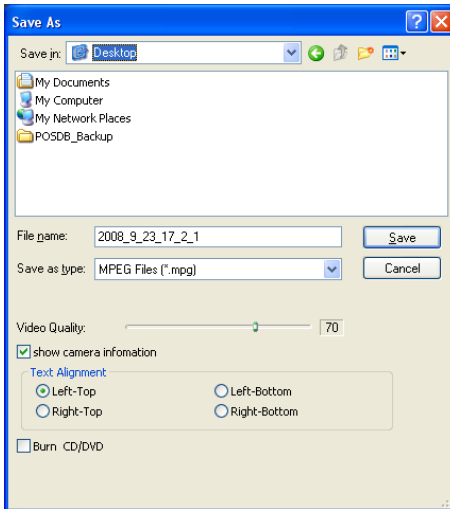 Save As
Save in: Desktop
My Documents
My Computer
My Network Places
POSDB_Backup
File name: 2008_9_23_17_2_1 Save
Save as type: MPEG Files (*.mpg) Cancel
Video Quality: 70
show camera infomation
Text Alignment
Left-Top Left-Bottom
Right-Top Right-Bottom
Burn CD/DVD